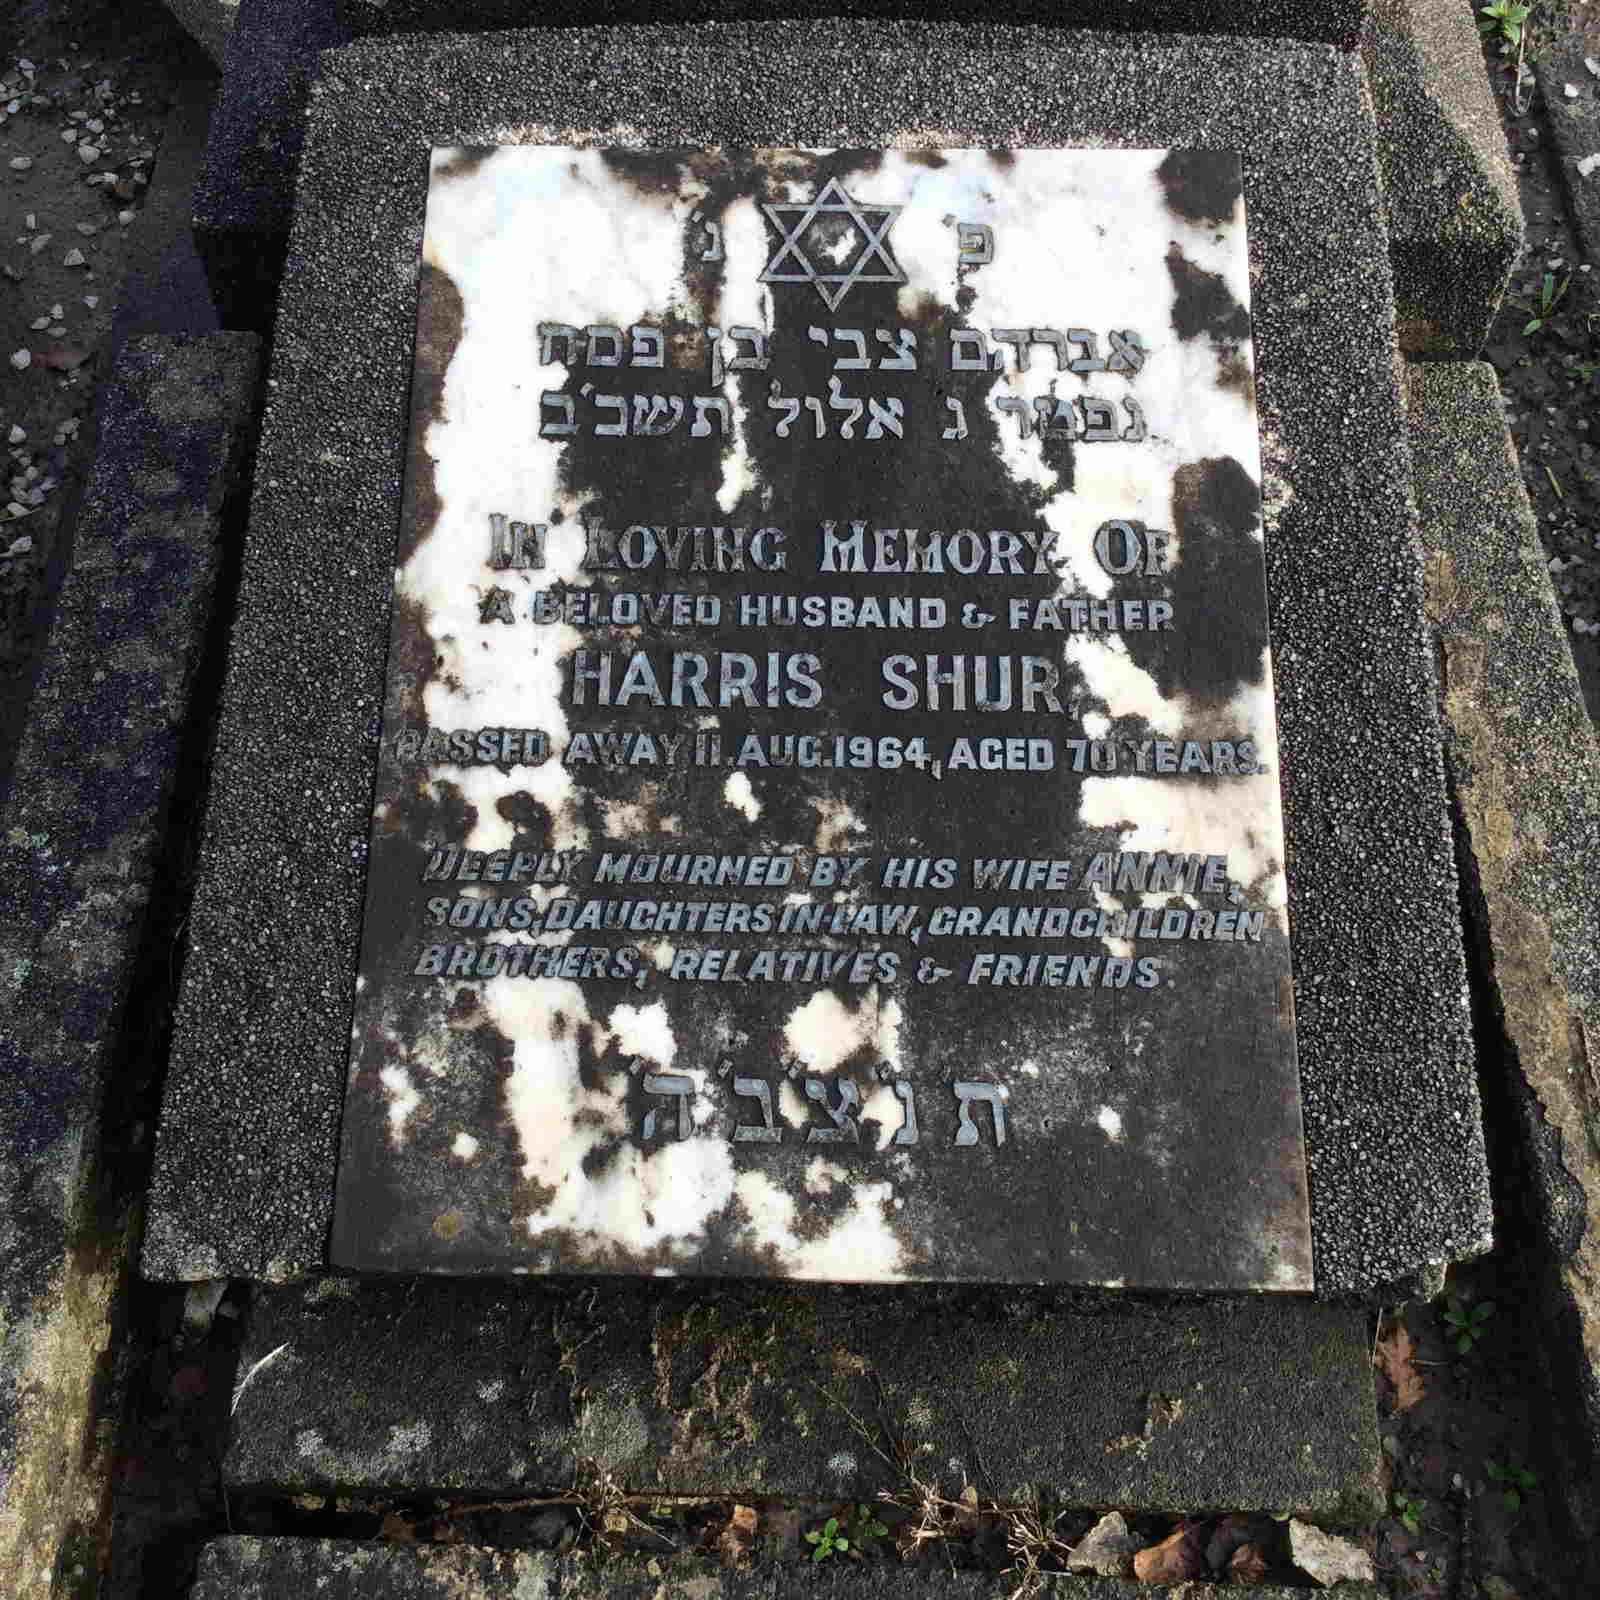 פ' נ'
אברהם צבי בן פסח
נפטר ג אלול תשכ'ב
IN LOVING MEMORY OF
A BELOVED HUSBAND & FATHER
HARRIS SHUR,
PASSED AWAY 11. AUG. 1964, AGED 70 YEARS.
DEEPLY MOURNED BY HIS WIFE ANNIE,
SONS, DAUGHTERS IN-LAW, GRANDCHILDREN
BROTHERS, RELATIVES & FRIENDS.
ת'נ'צ'ב'ה'